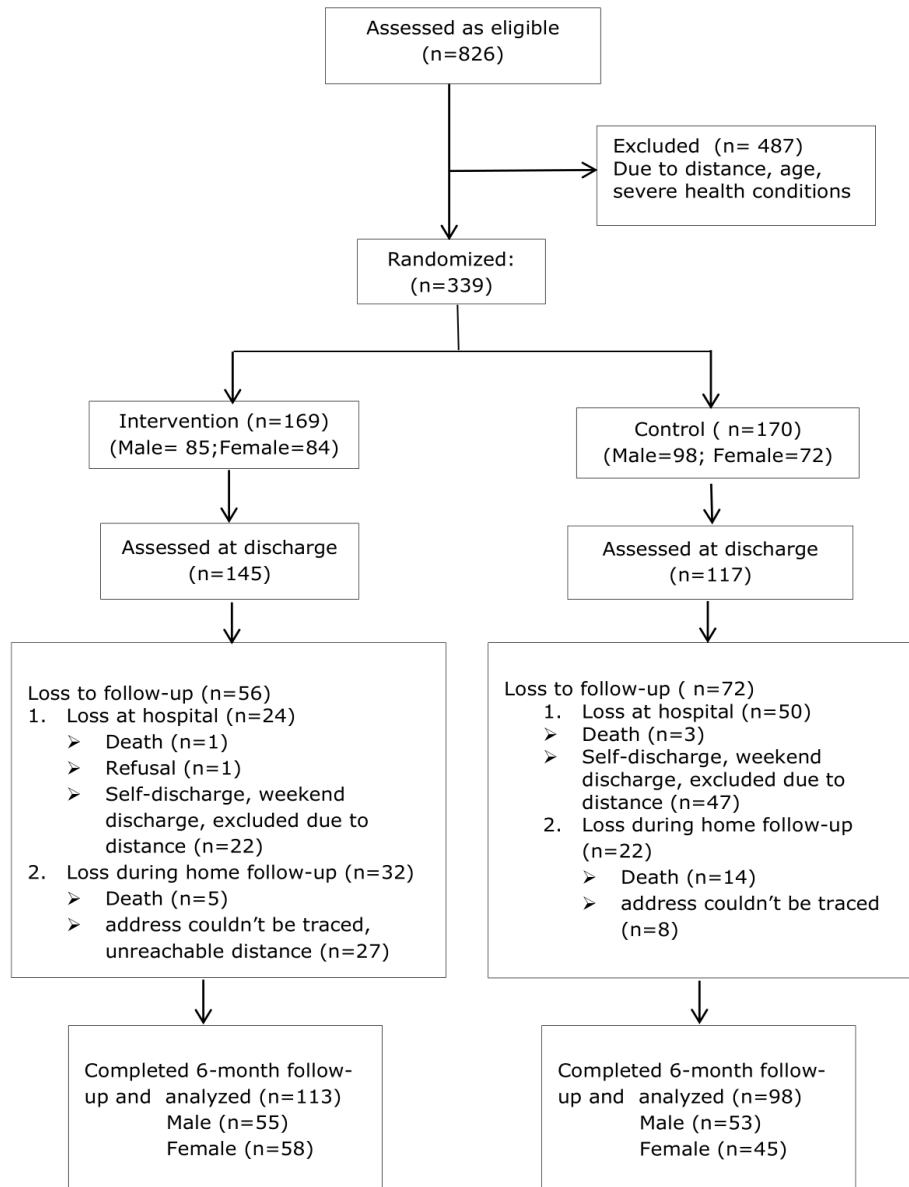 Assessed as eligible
(n=826)
Excluded (n= 487)
Due to distance, age,
severe health conditions
Randomized:
(n=339)
Intervention (n=169)
(Male= 85;Female=84)
Control ( n=170)
(Male=98; Female=72)
Assessed at discharge
(n=145)
Assessed at discharge
(n=117)
Loss to follow-up (n=56)
1. Loss at hospital (n=24)
➢ Death (n=1)
➢ Refusal (n=1)
➢ Self-discharge, weekend
discharge, excluded due to
distance (n=22)
2. Loss during home follow-up (n=32)
➢ Death (n=5)
➢ address couldn’t be traced,
unreachable distance (n=27)
Loss to follow-up ( n=72)
1. Loss at hospital (n=50)
➢ Death (n=3)
➢ Self-discharge, weekend
discharge, excluded due to
distance (n=47)
2. Loss during home follow-up
(n=22)
➢ Death (n=14)
➢ address couldn’t be traced
(n=8)
Completed 6-month follow-
up and analyzed (n=113)
Male (n=55)
Female (n=58)
Completed 6-month follow-
up and analyzed (n=98)
Male (n=53)
Female (n=45)